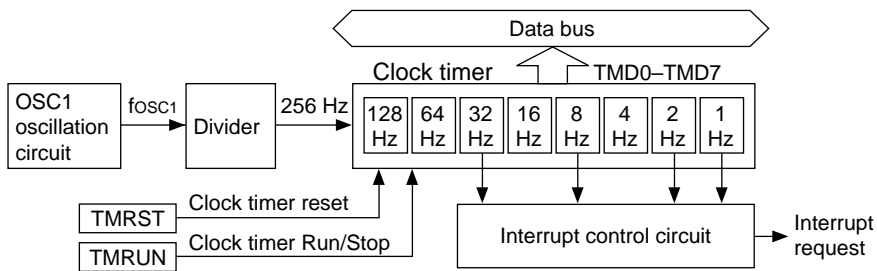 Data bus
Clock timer
TMD0–TMD7
OSC1
oscillation
circuit
fOSC1
Divider
256 Hz
128
Hz
64
Hz
32
Hz
16
Hz
8
Hz
4
Hz
2
Hz
1
Hz
TMRST
Clock timer reset
TMRUN
Clock timer Run/Stop
Interrupt control circuit
Interrupt
request